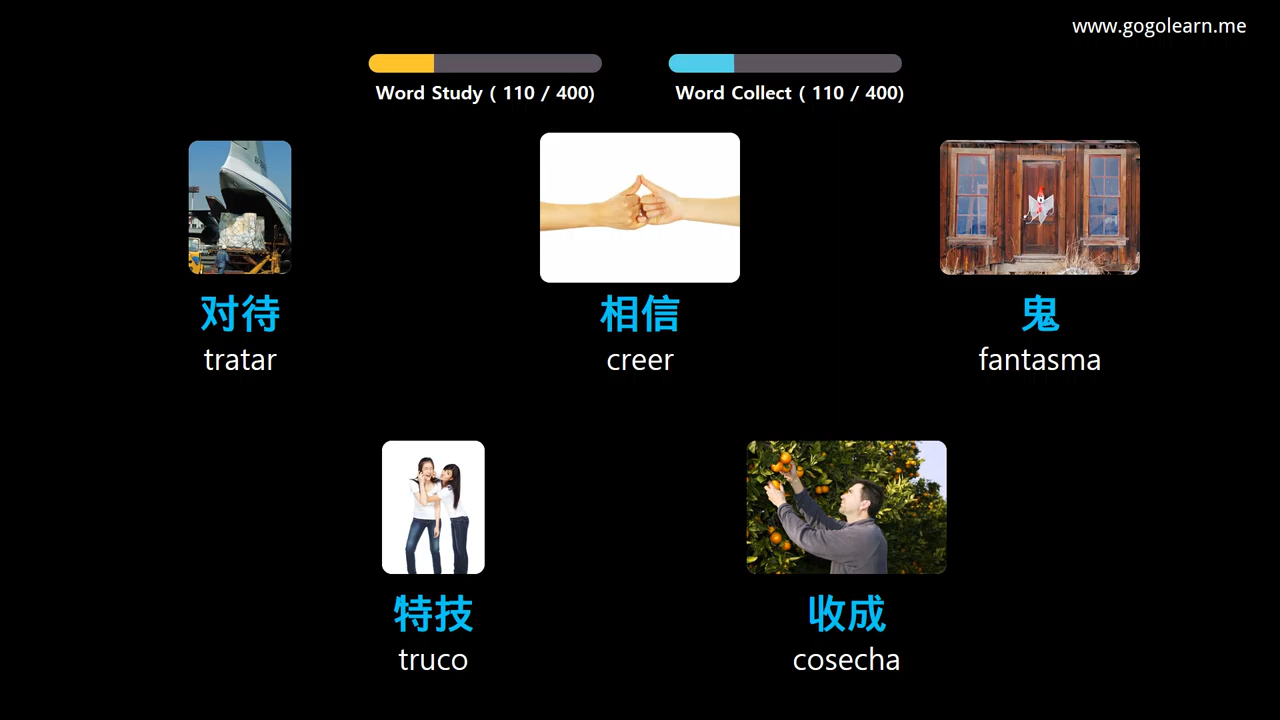 www.gogolearn.me
Word Study ( 110 / 400)
Word Collect ( 110 / 400)
对待
tratar
相信
creer
鬼
fantasma
特技
truco
收成
cosecha